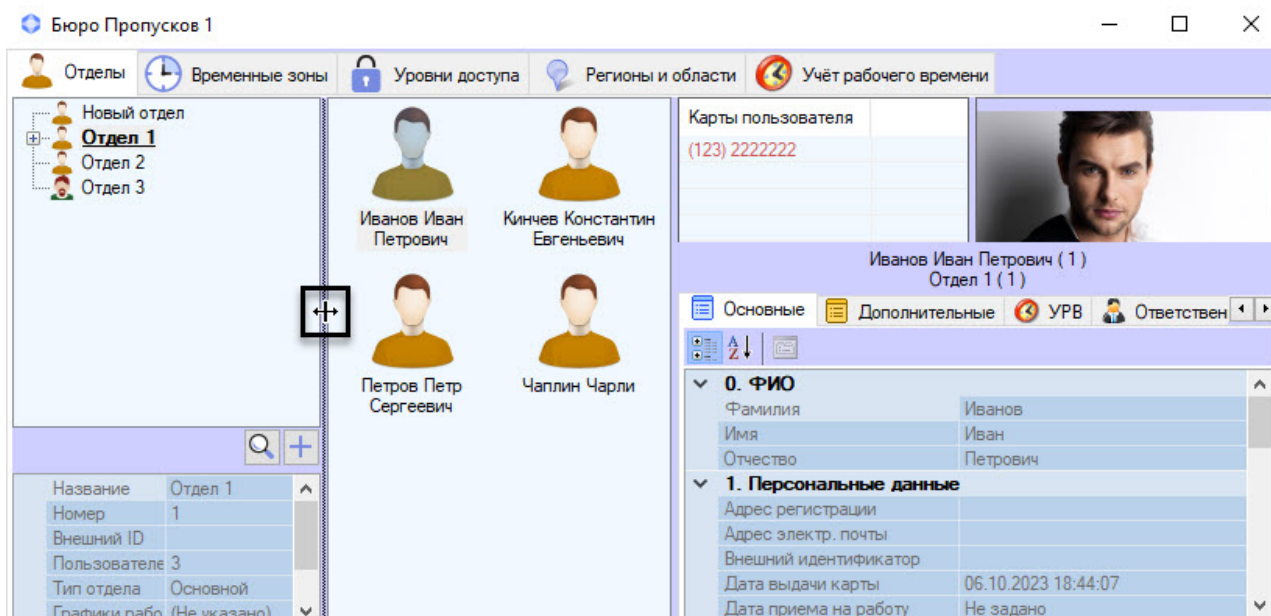 Бюро Пропусков 1
Отделы
Временные зоны
Уровни доступа
Регионы и области
Учёт рабочего времени
Новый отдел
Отдел 1
Отдел 2
Отдел 3
Название Отдел 1
Номер 1
Внешний ID
Пользователе 3
Тип отдела Основной
Графики рабо (Не указано)
Иванов Иван
Петрович
Кинчев Константин
Евгеньевич
Петров Петр
Сергеевич
Чаплин Чарли
Карты пользователя
(123) 2222222
Иванов Иван Петрович ( 1 )
Отдел 1 ( 1 )
Основные
Дополнительные
УРВ
Ответствен
0. ФИО
Фамилия Иванов
Имя Иван
Отчество Петрович
1. Персональные данные
Адрес регистрации
Адрес электр. почты
Внешний идентификатор
Дата выдачи карты 06.10.2023 18:44:07
Дата приема на работу Не задано